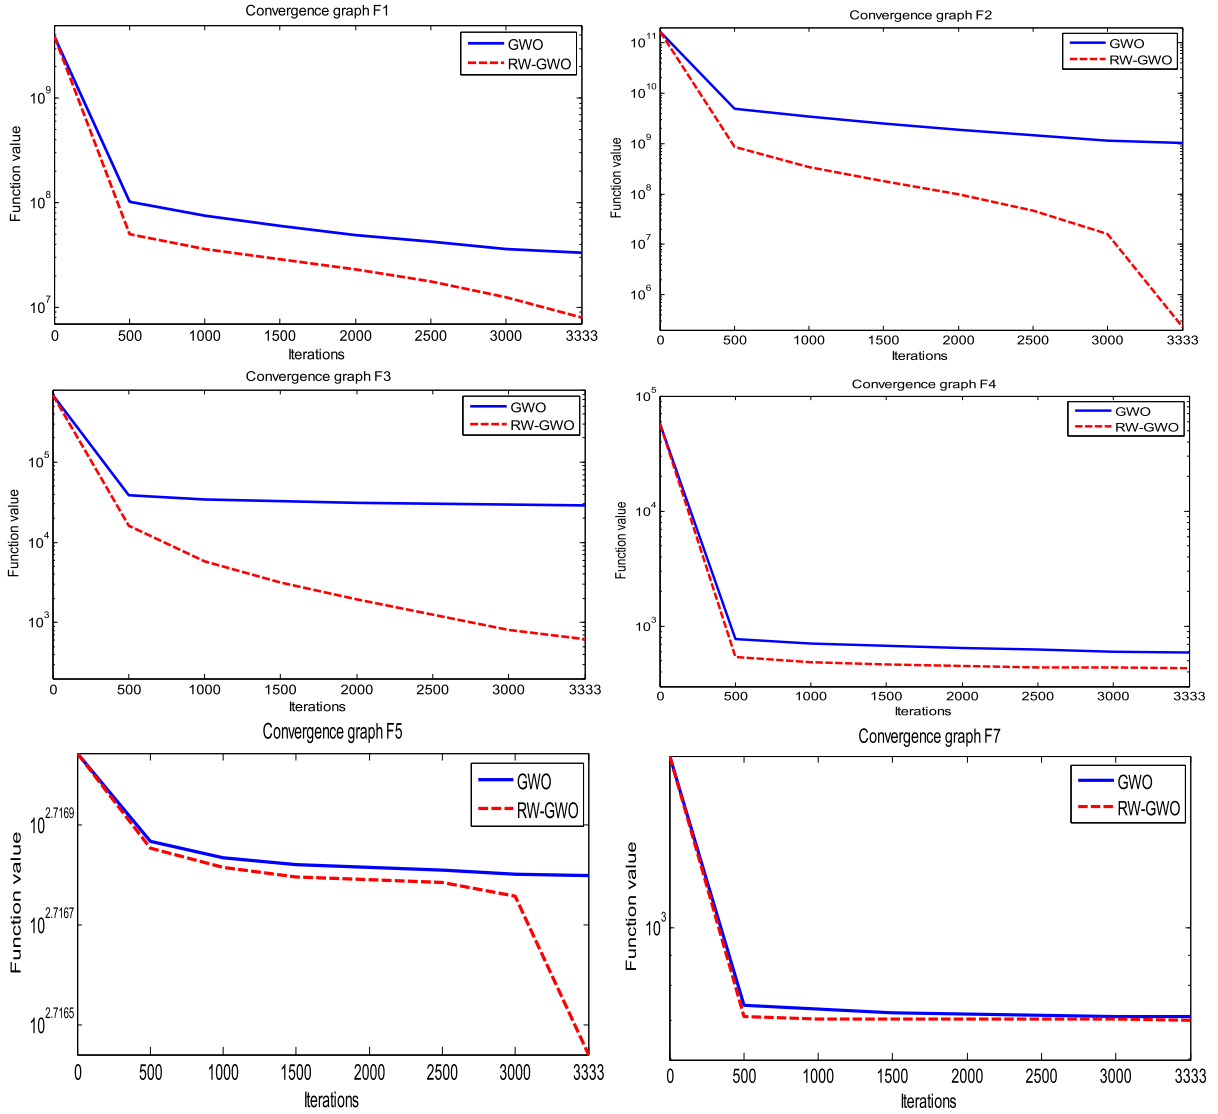 Convergence graph F1
GWO
RW-GWO
Function value
10^9
10^8
10^7
0 500 1000 1500 2000 2500 3000 3333
Iterations
Convergence graph F2
GWO
RW-GWO
Function value
10^11
10^10
10^9
10^8
10^7
10^6
0 500 1000 1500 2000 2500 3000 3333
Iterations
Convergence graph F3
GWO
RW-GWO
Function value
10^5
10^4
10^3
0 500 1000 1500 2000 2500 3000 3333
Iterations
Convergence graph F4
GWO
RW-GWO
Function value
10^5
10^4
10^3
0 500 1000 1500 2000 2500 3000 3333
Iterations
Convergence graph F5
GWO
RW-GWO
Function value
10^2.7169
10^2.7167
10^2.7165
0 500 1000 1500 2000 2500 3000 3333
Iterations
Convergence graph F7
GWO
RW-GWO
Function value
10^3
0 500 1000 1500 2000 2500 3000 3333
Iterations